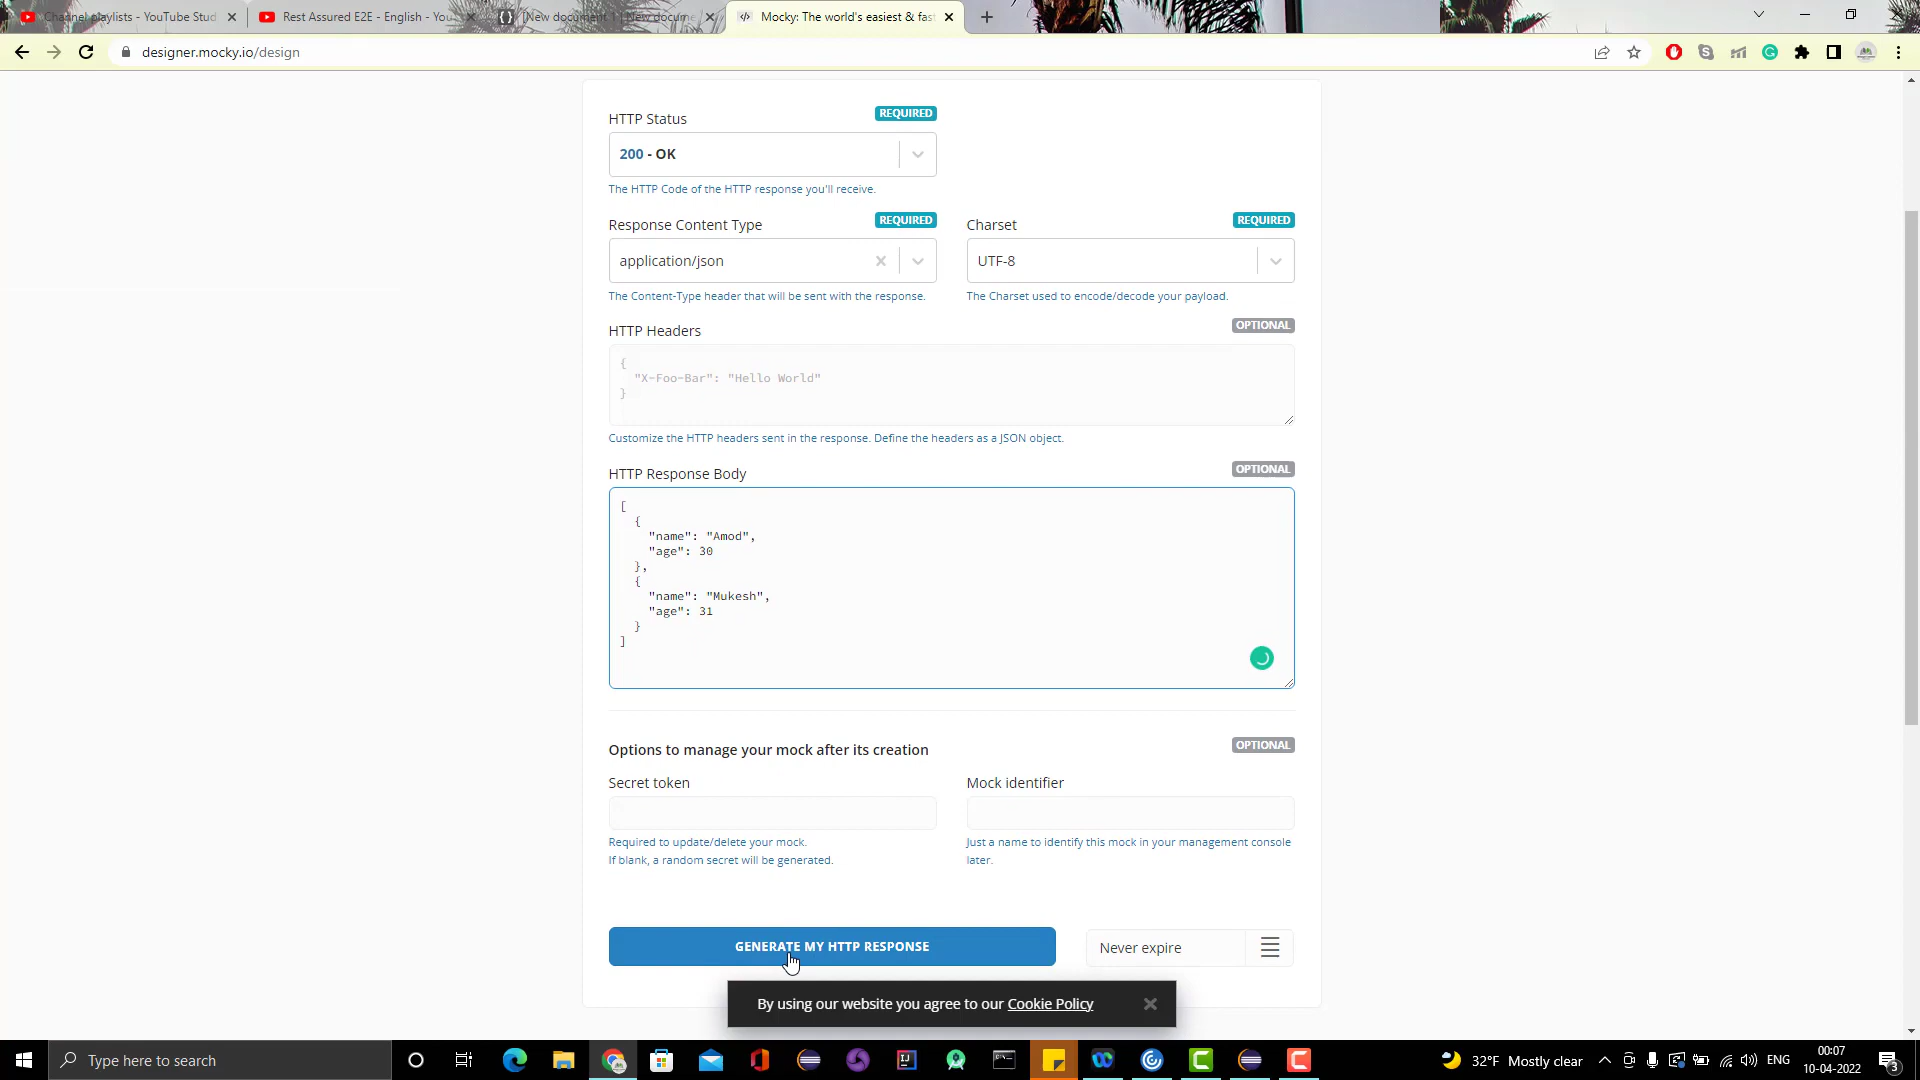 Channel playlists - YouTube Stud
Rest Assured E2E - English - You
[New document 1 | New docume
Mocky: The world's easiest & fast
designer.mocky.io/design
HTTP Status
REQUIRED
200 - OK
The HTTP Code of the HTTP response you'll receive.
Response Content Type
REQUIRED
Charset
REQUIRED
application/json
UTF-8
The Content-Type header that will be sent with the response.
The Charset used to encode/decode your payload.
HTTP Headers
OPTIONAL
{
"X-Foo-Bar": "Hello World"
}
Customize the HTTP headers sent in the response. Define the headers as a JSON object.
HTTP Response Body
OPTIONAL
[
{
"name": "Amod",
"age": 30
},
{
"name": "Mukesh",
"age": 31
}
]
Options to manage your mock after its creation
OPTIONAL
Secret token
Mock identifier
Required to update/delete your mock.
If blank, a random secret will be generated.
Just a name to identify this mock in your management console
later.
GENERATE MY HTTP RESPONSE
Never expire
By using our website you agree to our Cookie Policy
Type here to search
32°F Mostly clear
ENG
00:07
10-04-2022
3